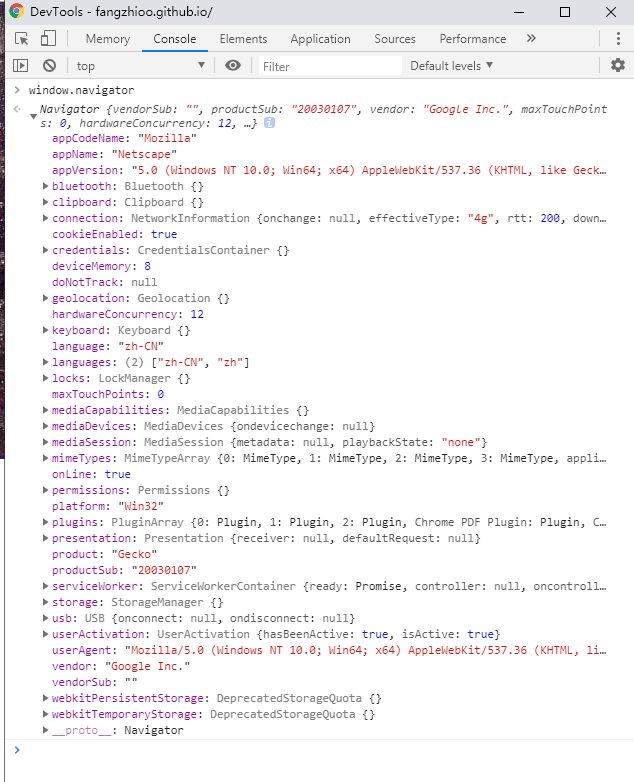 DevTools - fangzhioo.github.io/
Memory Console Elements Application Sources Performance »
top ▼ Filter Default levels ▼
> window.navigator
Navigator {vendorSub: "", productSub: "20030107", vendor: "Google Inc.", maxTouchPoint
s: 0, hardwareConcurrency: 12, …} i
appCodeName: "Mozilla"
appName: "Netscape"
appVersion: "5.0 (Windows NT 10.0; Win64; x64) AppleWebKit/537.36 (KHTML, like Geck…
bluetooth: Bluetooth {}
clipboard: Clipboard {}
connection: NetworkInformation {onchange: null, effectiveType: "4g", rtt: 200, down…
cookieEnabled: true
credentials: CredentialsContainer {}
deviceMemory: 8
doNotTrack: null
geolocation: Geolocation {}
hardwareConcurrency: 12
keyboard: Keyboard {}
language: "zh-CN"
languages: (2) ["zh-CN", "zh"]
locks: LockManager {}
maxTouchPoints: 0
mediaCapabilities: MediaCapabilities {}
mediaDevices: MediaDevices {ondevicechange: null}
mediaSession: MediaSession {metadata: null, playbackState: "none"}
mimeTypes: MimeTypeArray {0: MimeType, 1: MimeType, 2: MimeType, 3: MimeType, appli…
onLine: true
permissions: Permissions {}
platform: "Win32"
plugins: PluginArray {0: Plugin, 1: Plugin, 2: Plugin, Chrome PDF Plugin: Plugin, C…
presentation: Presentation {receiver: null, defaultRequest: null}
product: "Gecko"
productSub: "20030107"
serviceWorker: ServiceWorkerContainer {ready: Promise, controller: null, oncontroll…
storage: StorageManager {}
usb: USB {onconnect: null, ondisconnect: null}
userActivation: UserActivation {hasBeenActive: true, isActive: true}
userAgent: "Mozilla/5.0 (Windows NT 10.0; Win64; x64) AppleWebKit/537.36 (KHTML, li…
vendor: "Google Inc."
vendorSub: ""
webkitPersistentStorage: DeprecatedStorageQuota {}
webkitTemporaryStorage: DeprecatedStorageQuota {}
__proto__: Navigator
>